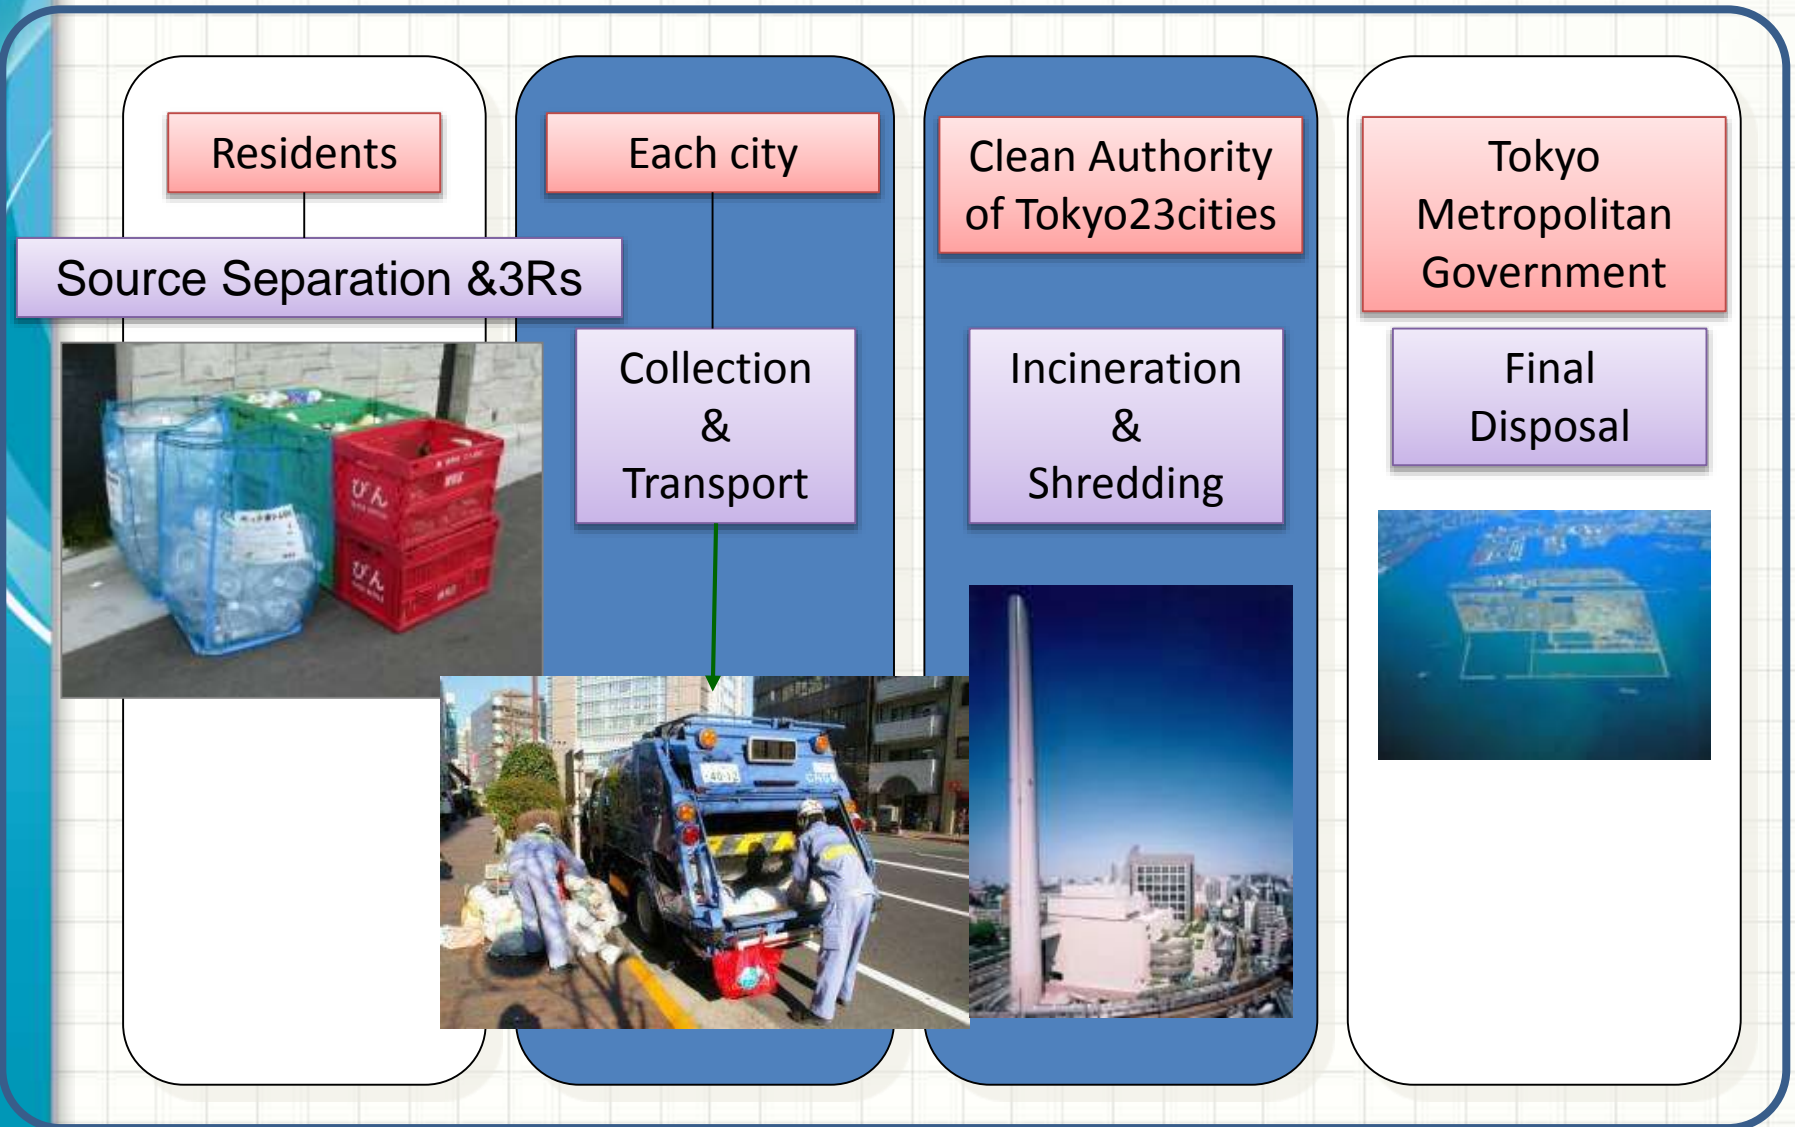 Residents
Source Separation &3Rs
びん
びん
Each city
Collection
&
Transport
Clean Authority
of Tokyo23cities
Incineration
&
Shredding
Tokyo
Metropolitan
Government
Final
Disposal